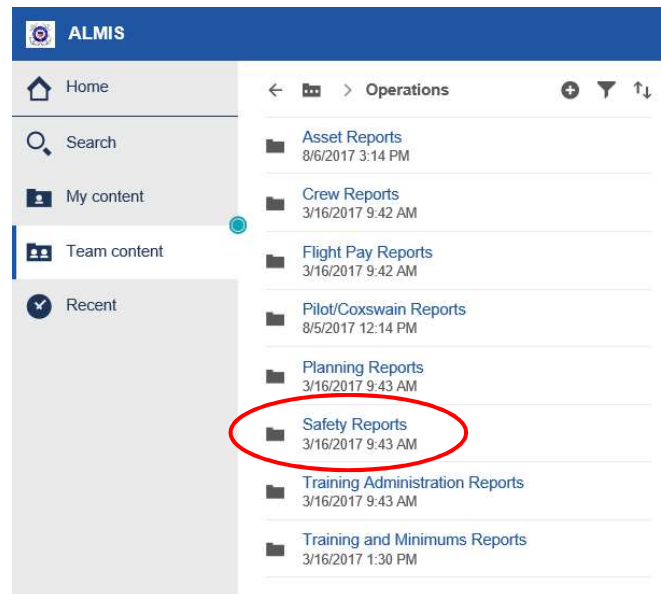 ALMIS
Home
Search
My content
Team content
Recent
> Operations
Asset Reports
8/6/2017 3:14 PM
Crew Reports
3/16/2017 9:42 AM
Flight Pay Reports
3/16/2017 9:42 AM
Pilot/Coxswain Reports
8/5/2017 12:14 PM
Planning Reports
3/16/2017 9:43 AM
Safety Reports
3/16/2017 9:43 AM
Training Administration Reports
3/16/2017 9:43 AM
Training and Minimums Reports
3/16/2017 1:30 PM